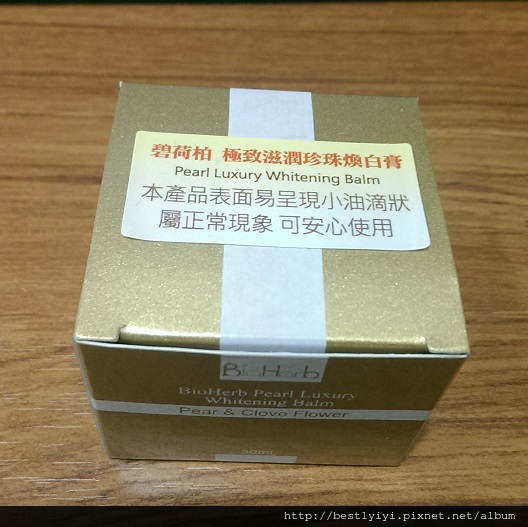 碧荷柏 極致滋潤珍珠煥白膏
Pearl Luxury Whitening Balm
本產品表面易呈現小油滴狀
屬正常現象 可安心使用
BioHerb
BioHerb Pearl Luxury
Whitening Balm
Pear & Clove Flower
30ml
http://bestlyiyi.pixnet.net/album